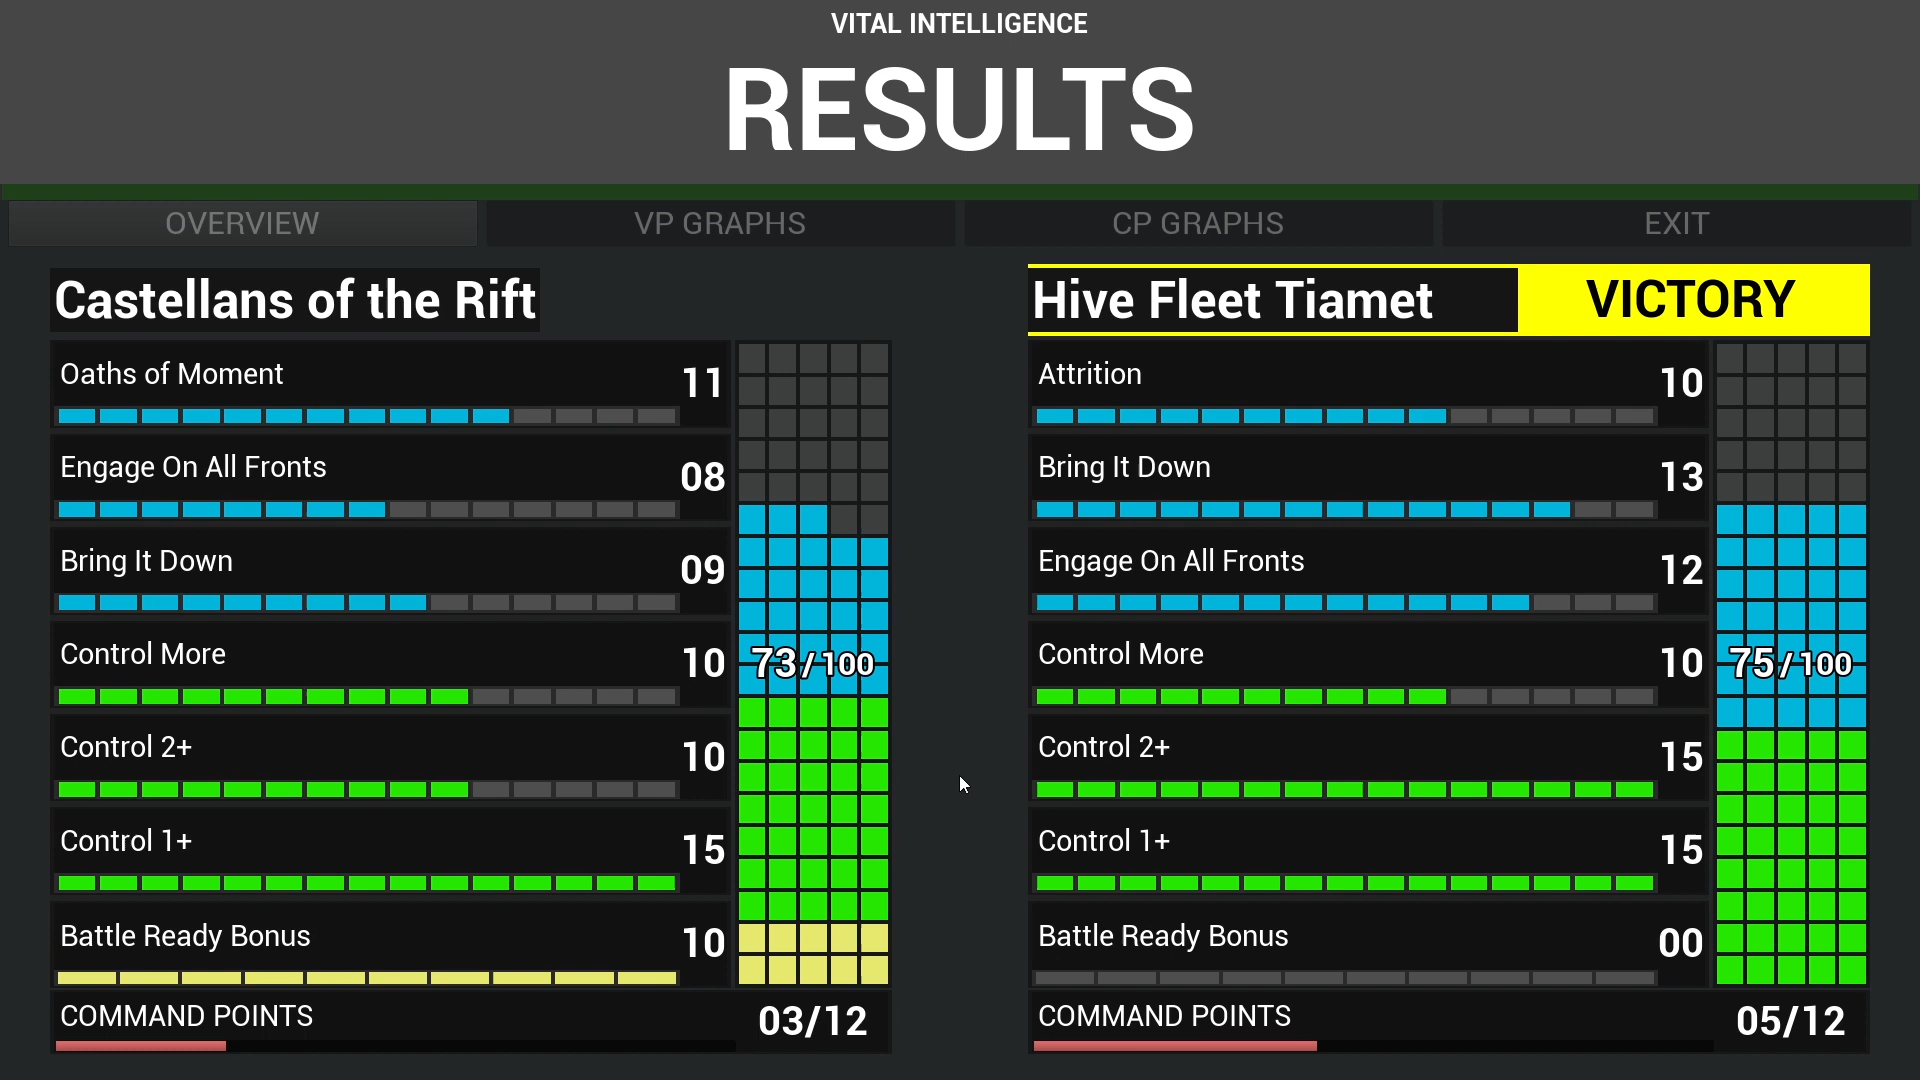 VITAL INTELLIGENCE
RESULTS
OVERVIEW
VP GRAPHS
CP GRAPHS
EXIT
Castellans of the Rift
Oaths of Moment
11
Engage On All Fronts
08
Bring It Down
09
Control More
10
Control 2+
10
Control 1+
15
Battle Ready Bonus
10
73/100
COMMAND POINTS
03/12
Hive Fleet Tiamet
VICTORY
Attrition
10
Bring It Down
13
Engage On All Fronts
12
Control More
10
Control 2+
15
Control 1+
15
Battle Ready Bonus
00
75/100
COMMAND POINTS
05/12